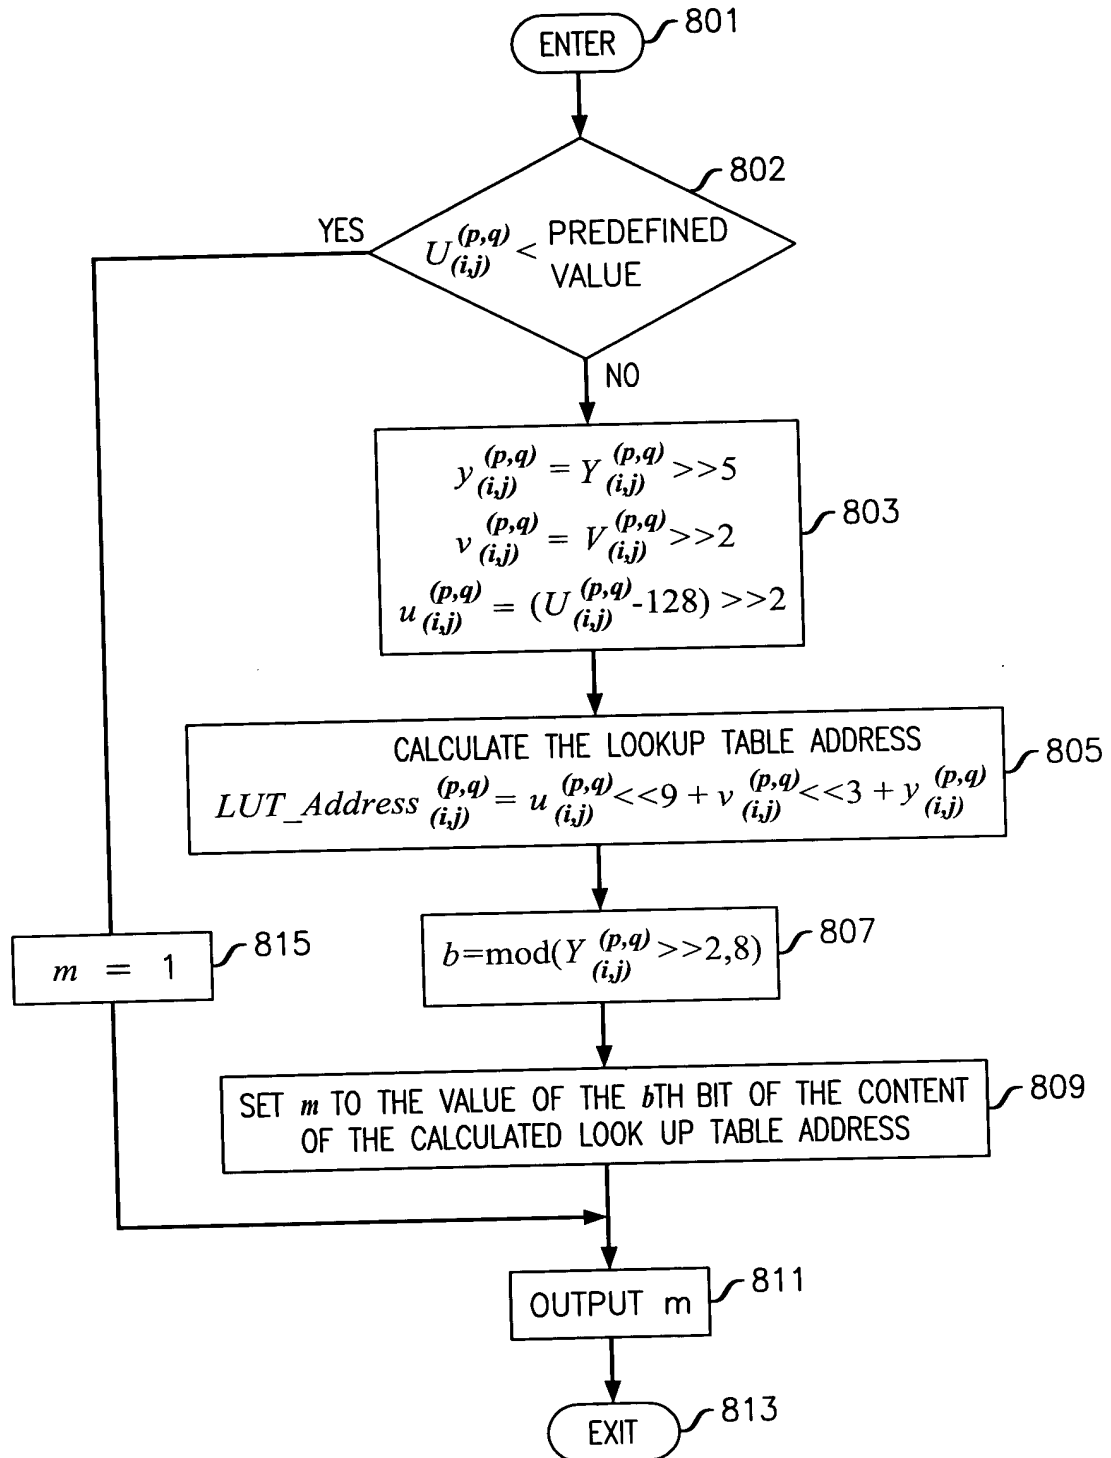 ENTER
801
802
YES
U(i,j)(p,q) < PREDEFINED
VALUE
NO
y(i,j)(p,q) = Y(i,j)(p,q) >>5
v(i,j)(p,q) = V(i,j)(p,q) >>2
u(i,j)(p,q) = (U(i,j)(p,q)-128) >>2
803
CALCULATE THE LOOKUP TABLE ADDRESS
LUT_Address(i,j)(p,q) = u(i,j)(p,q)<<9 + v(i,j)(p,q)<<3 + y(i,j)(p,q)
805
b=mod(Y(i,j)(p,q) >>2,8)
807
m = 1
815
SET m TO THE VALUE OF THE bTH BIT OF THE CONTENT
OF THE CALCULATED LOOK UP TABLE ADDRESS
809
OUTPUT m
811
EXIT
813